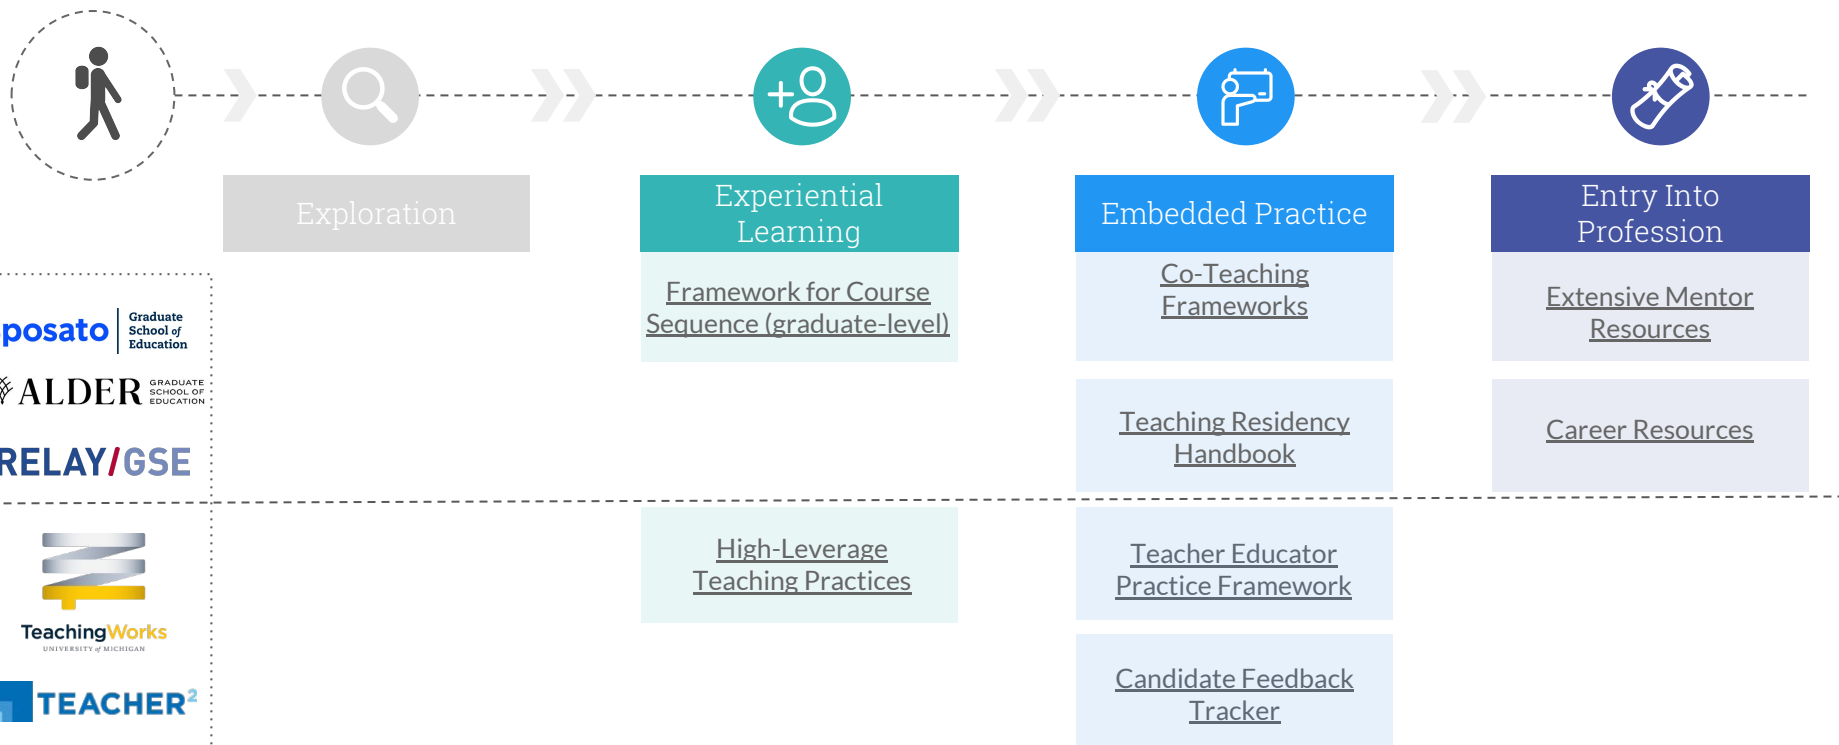 Exploration
Experiential
Learning
Embedded Practice
Entry Into
Profession
Framework for Course
Sequence (graduate-level)
Co-Teaching
Frameworks
Extensive Mentor
Resources
posato
Graduate
School of
Education
ALDER
GRADUATE
SCHOOL OF
EDUCATION
Teaching Residency
Handbook
Career Resources
RELAY/GSE
High-Leverage
Teaching Practices
Teacher Educator
Practice Framework
TeachingWorks
UNIVERSITY of MICHIGAN
Candidate Feedback
Tracker
TEACHER²